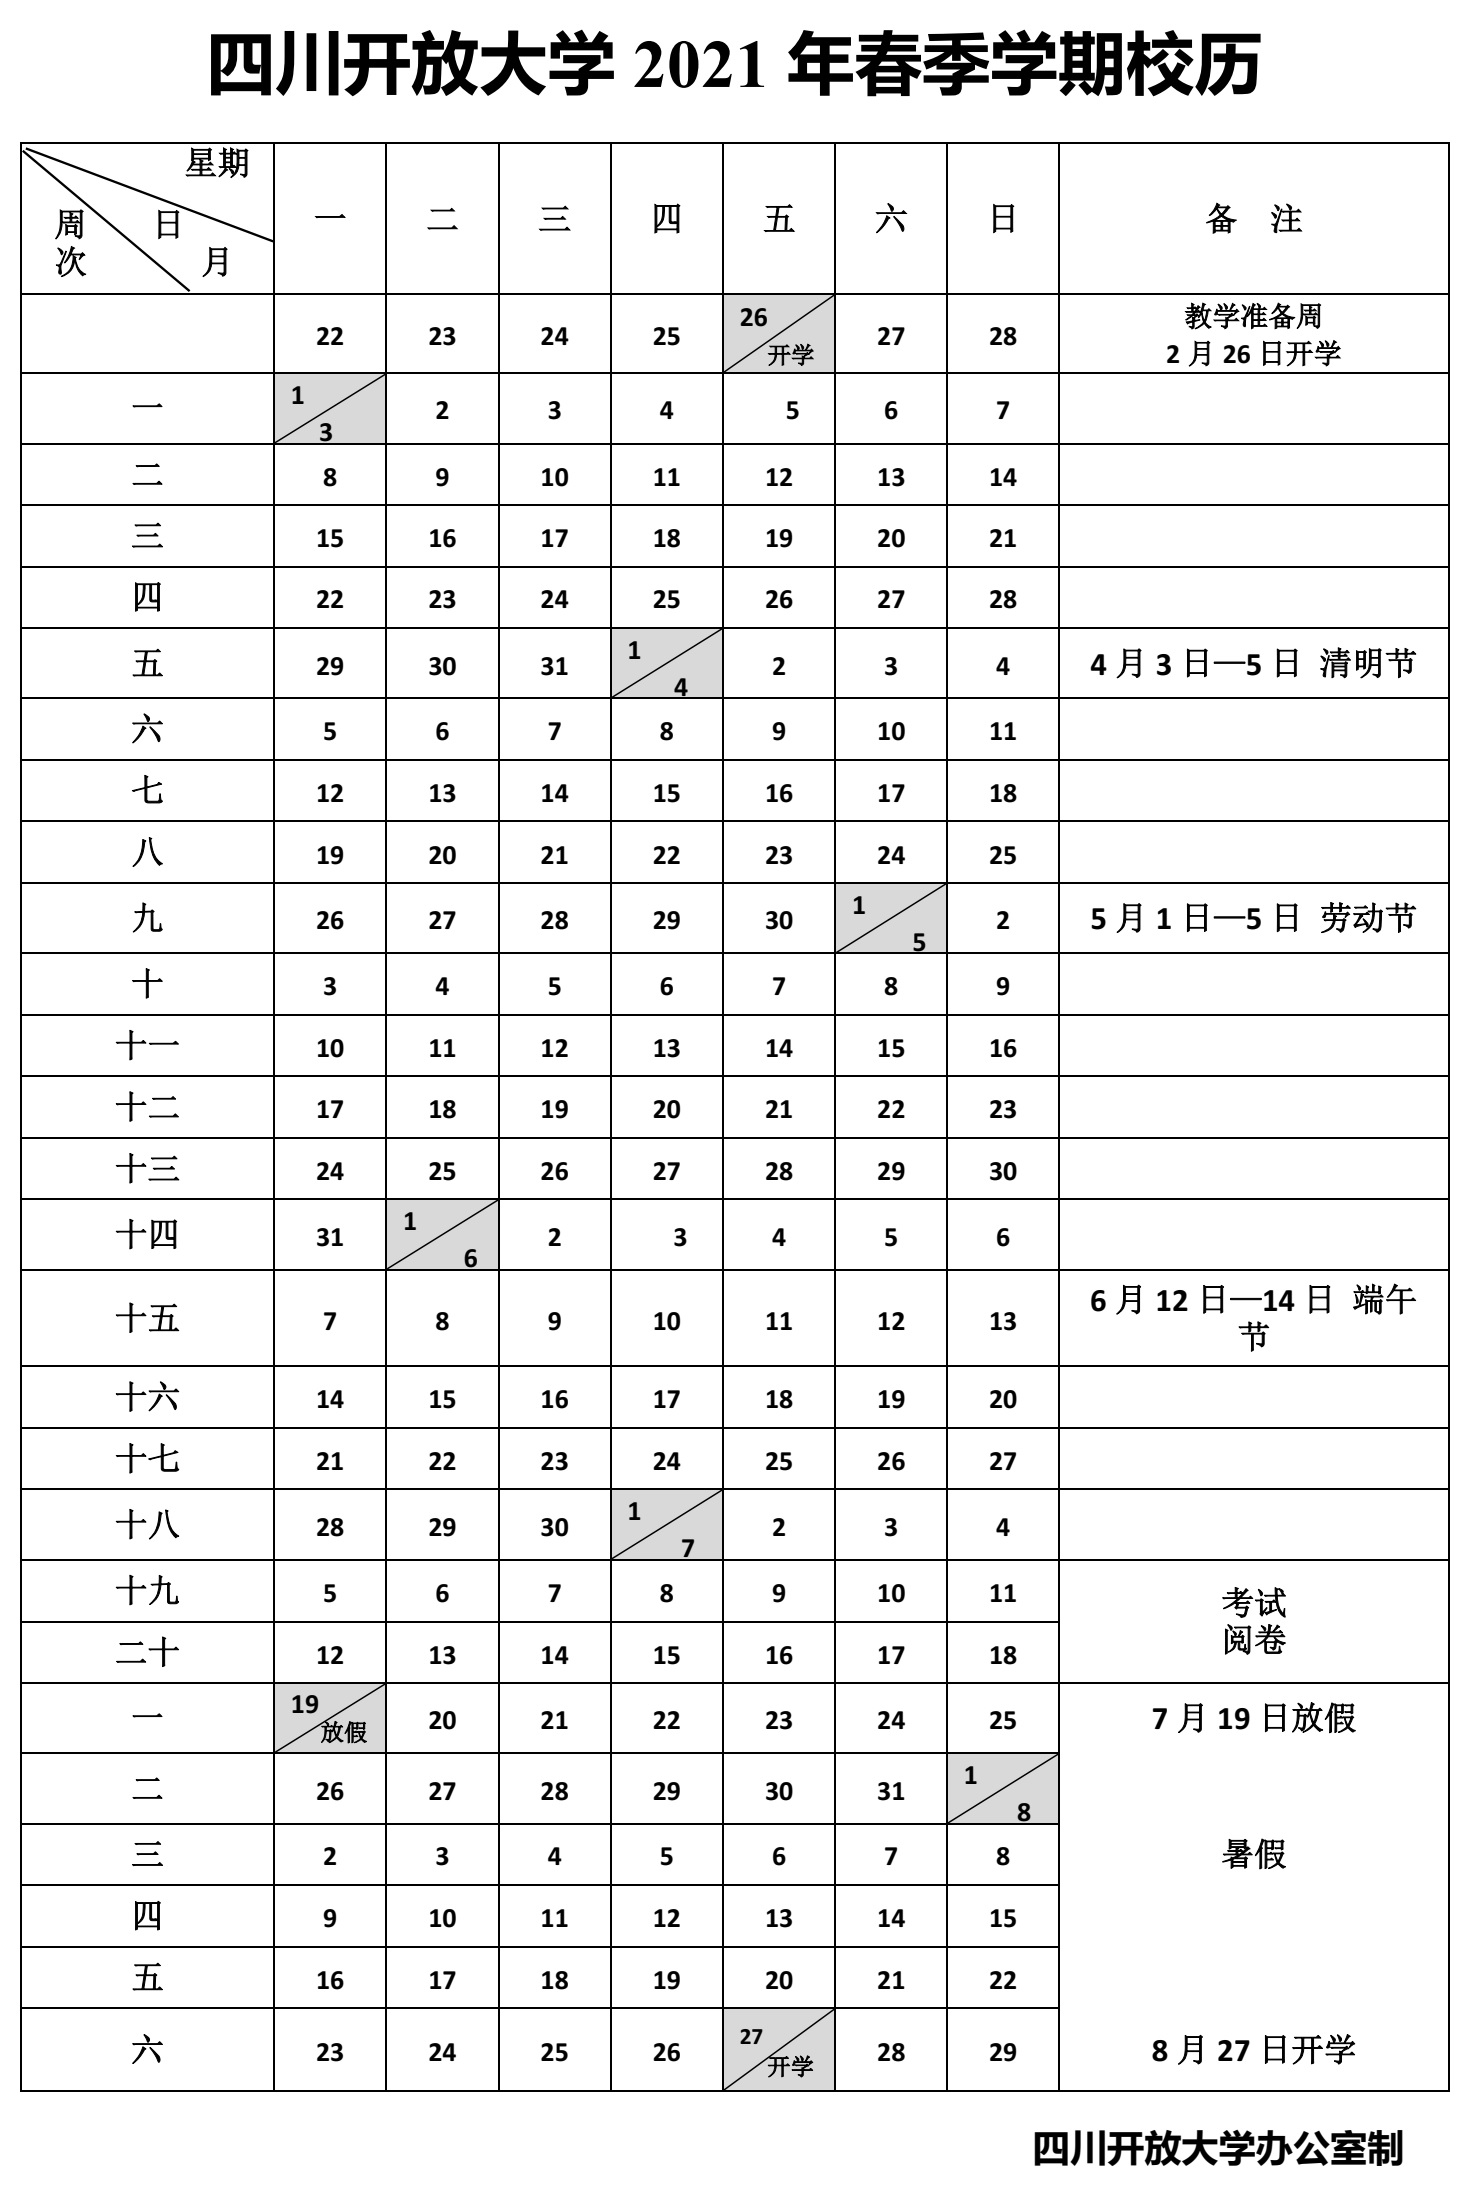 四川开放大学 2021 年春季学期校历
星期
周 日
次 月
一 二 三 四 五 六 日 备 注
22 23 24 25 26 开学 27 28 教学准备周
2 月 26 日开学
一 1 3 2 3 4 5 6 7
二 8 9 10 11 12 13 14
三 15 16 17 18 19 20 21
四 22 23 24 25 26 27 28
五 29 30 31 1 4 2 3 4 4 月 3 日—5 日 清明节
六 5 6 7 8 9 10 11
七 12 13 14 15 16 17 18
八 19 20 21 22 23 24 25
九 26 27 28 29 30 1 5 2 5 月 1 日—5 日 劳动节
十 3 4 5 6 7 8 9
十一 10 11 12 13 14 15 16
十二 17 18 19 20 21 22 23
十三 24 25 26 27 28 29 30
十四 31 1 6 2 3 4 5 6
十五 7 8 9 10 11 12 13 6 月 12 日—14 日 端午
节
十六 14 15 16 17 18 19 20
十七 21 22 23 24 25 26 27
十八 28 29 30 1 7 2 3 4
十九 5 6 7 8 9 10 11 考试
二十 12 13 14 15 16 17 18 阅卷
一 19 放假 20 21 22 23 24 25 7 月 19 日放假
二 26 27 28 29 30 31 1 8
三 2 3 4 5 6 7 8 暑假
四 9 10 11 12 13 14 15
五 16 17 18 19 20 21 22
六 23 24 25 26 27 开学 28 29 8 月 27 日开学
四川开放大学办公室制